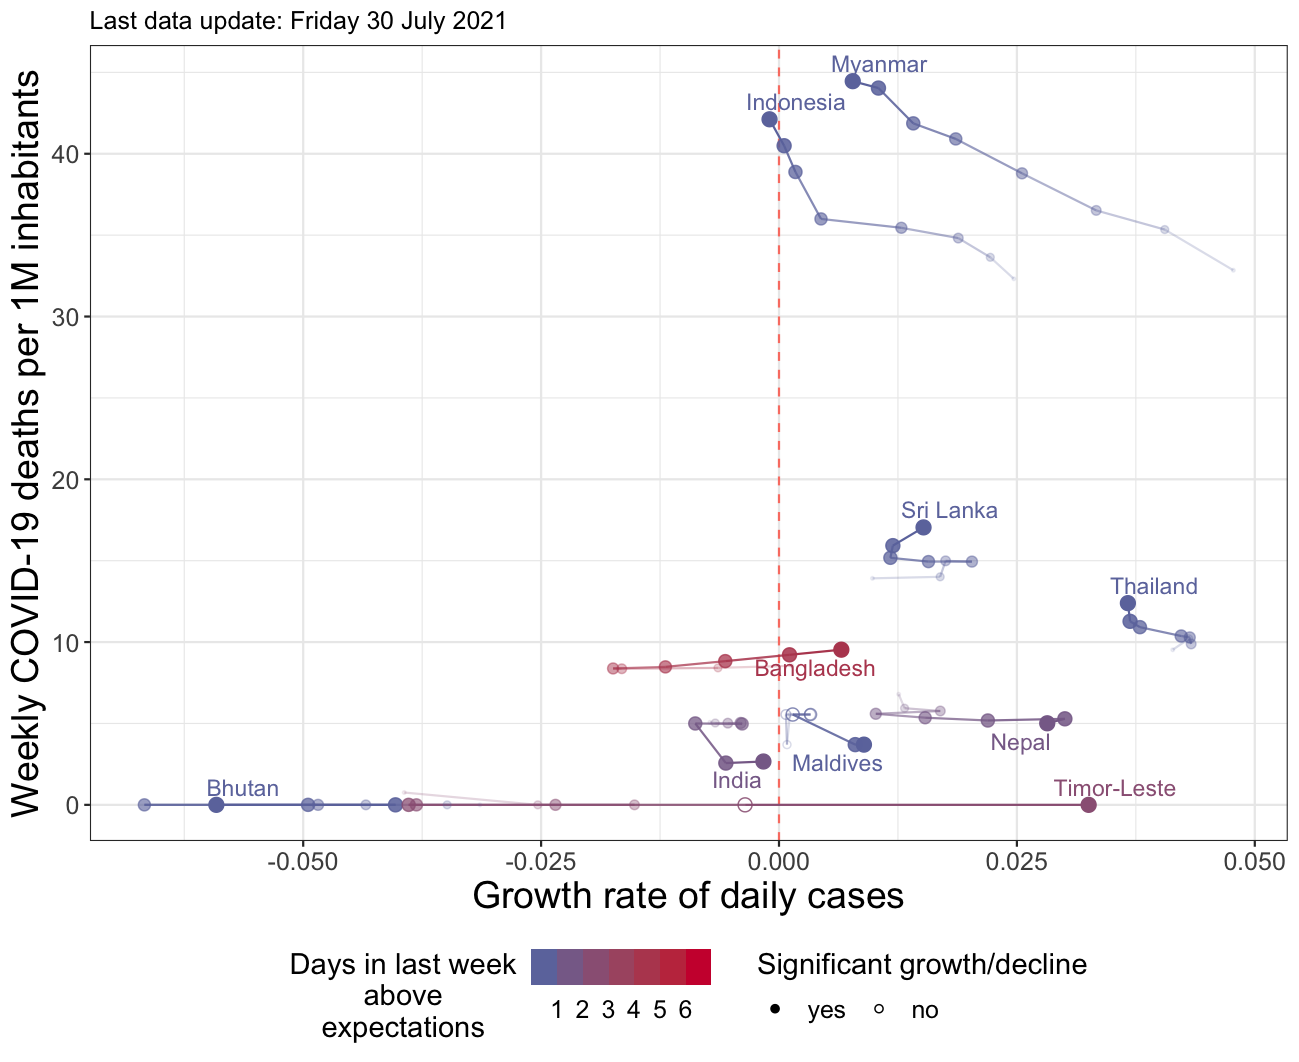 Last data update: Friday 30 July 2021
Weekly COVID-19 deaths per 1M inhabitants
40
30
20
10
0
Myanmar
Indonesia
Sri Lanka
Thailand
Bangladesh
Nepal
Maldives
India
Bhutan
Timor-Leste
-0.050
-0.025
0.000
0.025
0.050
Growth rate of daily cases
Days in last week
above
expectations
1 2 3 4 5 6
Significant growth/decline
yes no